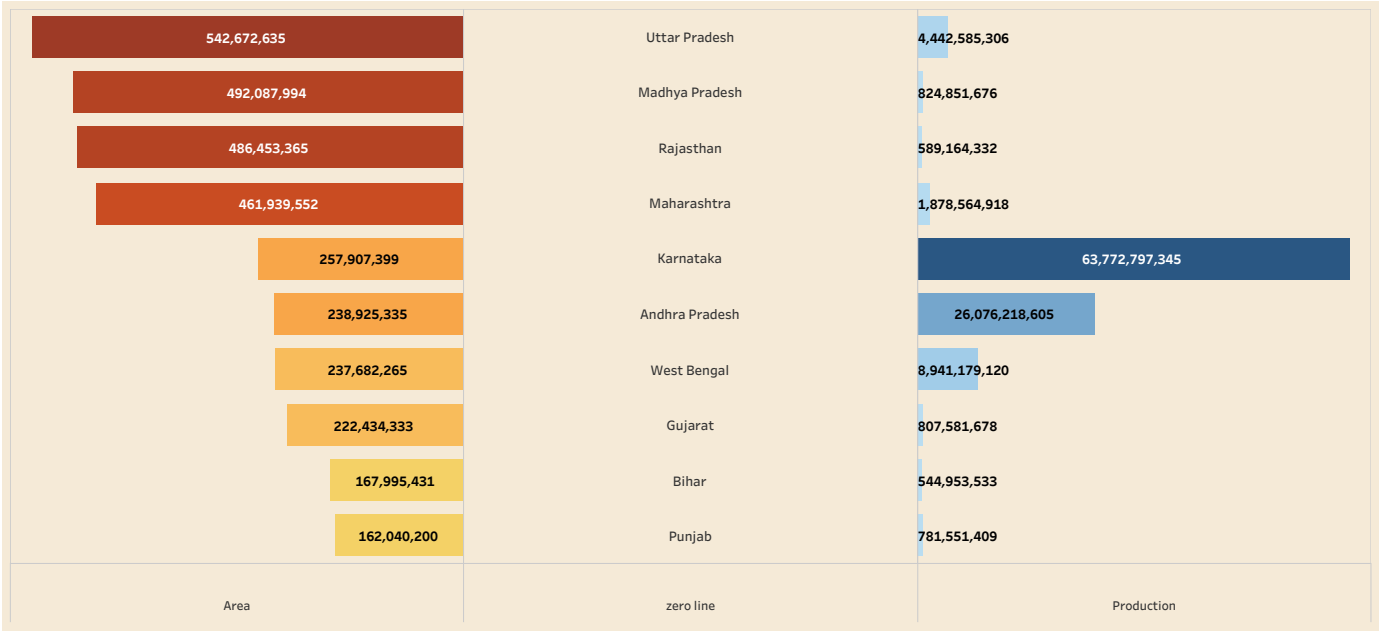 542,672,635 Uttar Pradesh 4,442,585,306
492,087,994 Madhya Pradesh 824,851,676
486,453,365 Rajasthan 589,164,332
461,939,552 Maharashtra 1,878,564,918
257,907,399 Karnataka 63,772,797,345
238,925,335 Andhra Pradesh 26,076,218,605
237,682,265 West Bengal 8,941,179,120
222,434,333 Gujarat 807,581,678
167,995,431 Bihar 544,953,533
162,040,200 Punjab 781,551,409
Area zero line Production